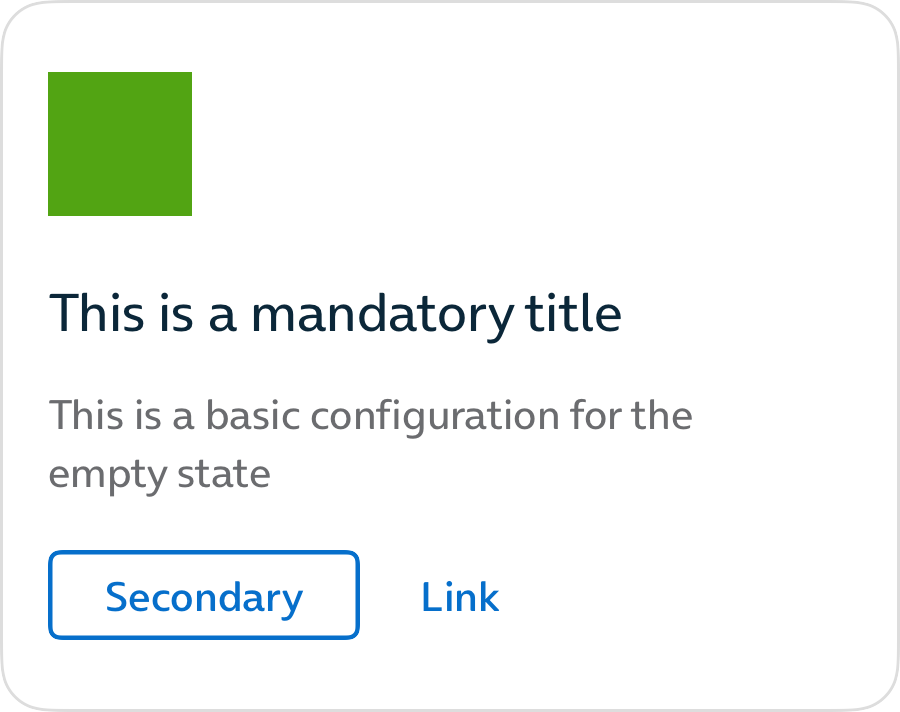 This is a mandatory title
This is a basic configuration for the
empty state
Secondary
Link